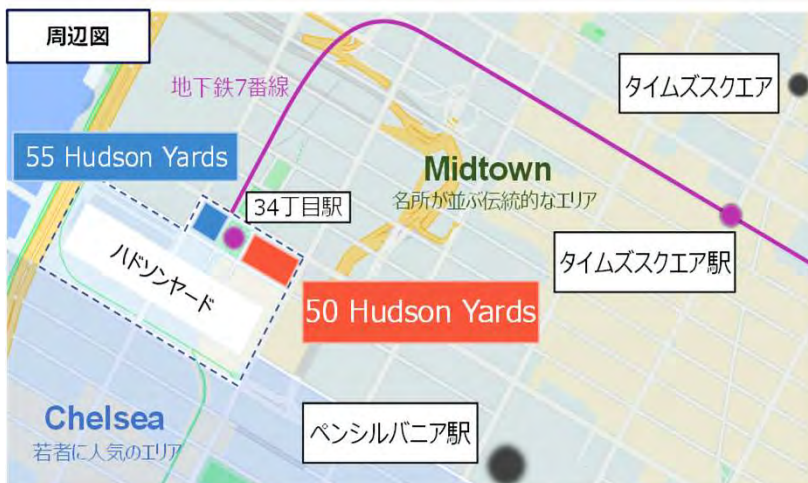 周辺図
地下鉄7番線
タイムズスクエア
55 Hudson Yards
Midtown
名所が並ぶ伝統的なエリア
34丁目駅
ハドソンヤード
タイムズスクエア駅
50 Hudson Yards
Chelsea
若者に人気のエリア
ペンシルバニア駅